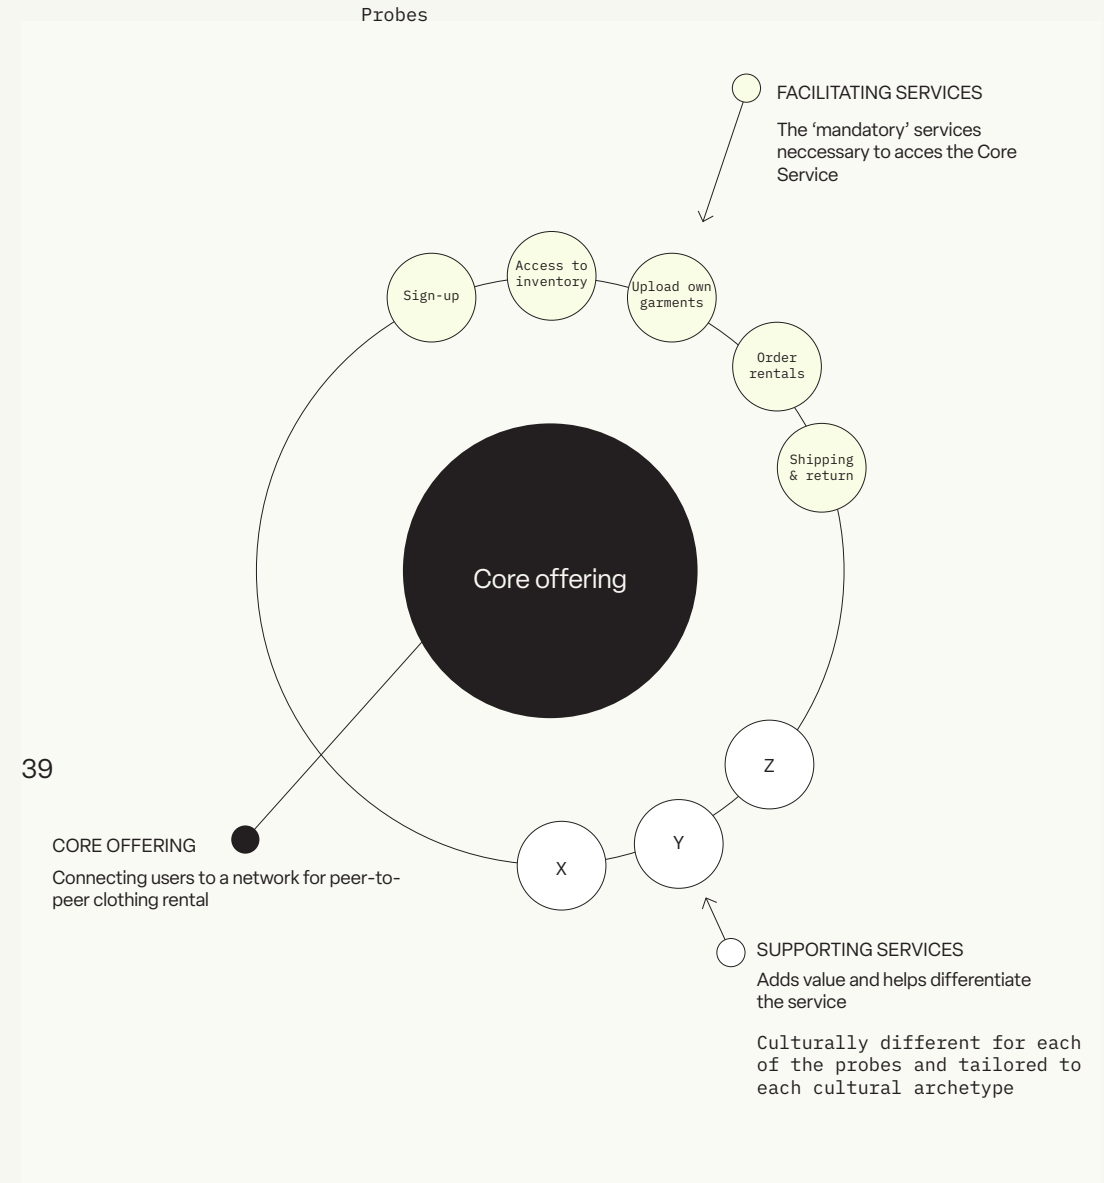 Probes
FACILITATING SERVICES
The ‘mandatory’ services
neccessary to acces the Core
Service
Sign-up
Access to
inventory
Upload own
garments
Order
rentals
Shipping
& return
Core offering
39
CORE OFFERING
Connecting users to a network for peer-to-
peer clothing rental
Z
Y
X
SUPPORTING SERVICES
Adds value and helps differentiate
the service
Culturally different for each
of the probes and tailored to
each cultural archetype